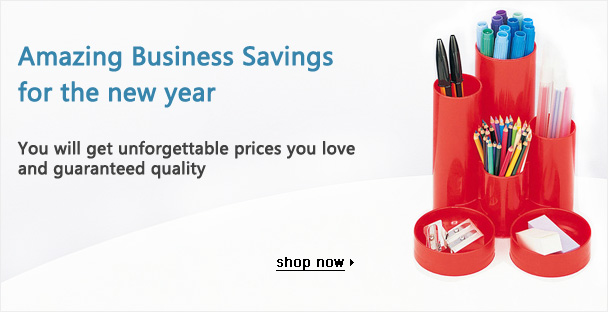 Amazing Business Savings
for the new year
You will get unforgettable prices you love
and guaranteed quality
shop now